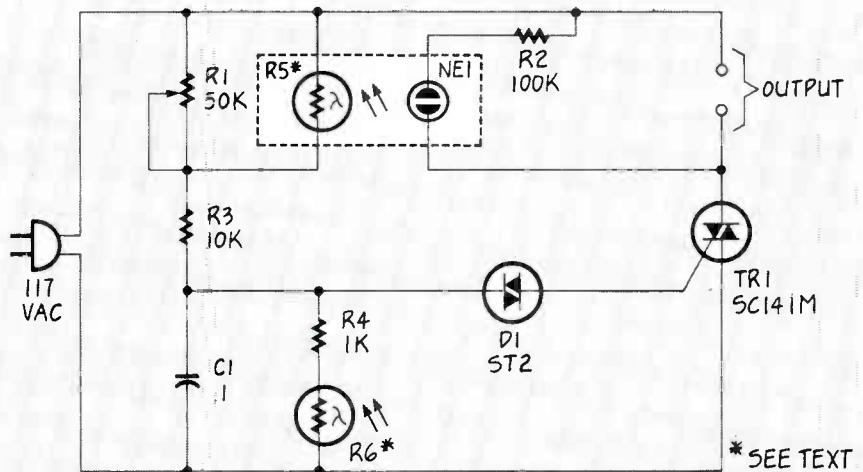 R1
50K
R5*
λ
NE1
R2
100K
OUTPUT
R3
10K
117
VAC
TR1
SC141M
R4
1K
D1
ST2
C1
1
λ
R6*
* SEE TEXT